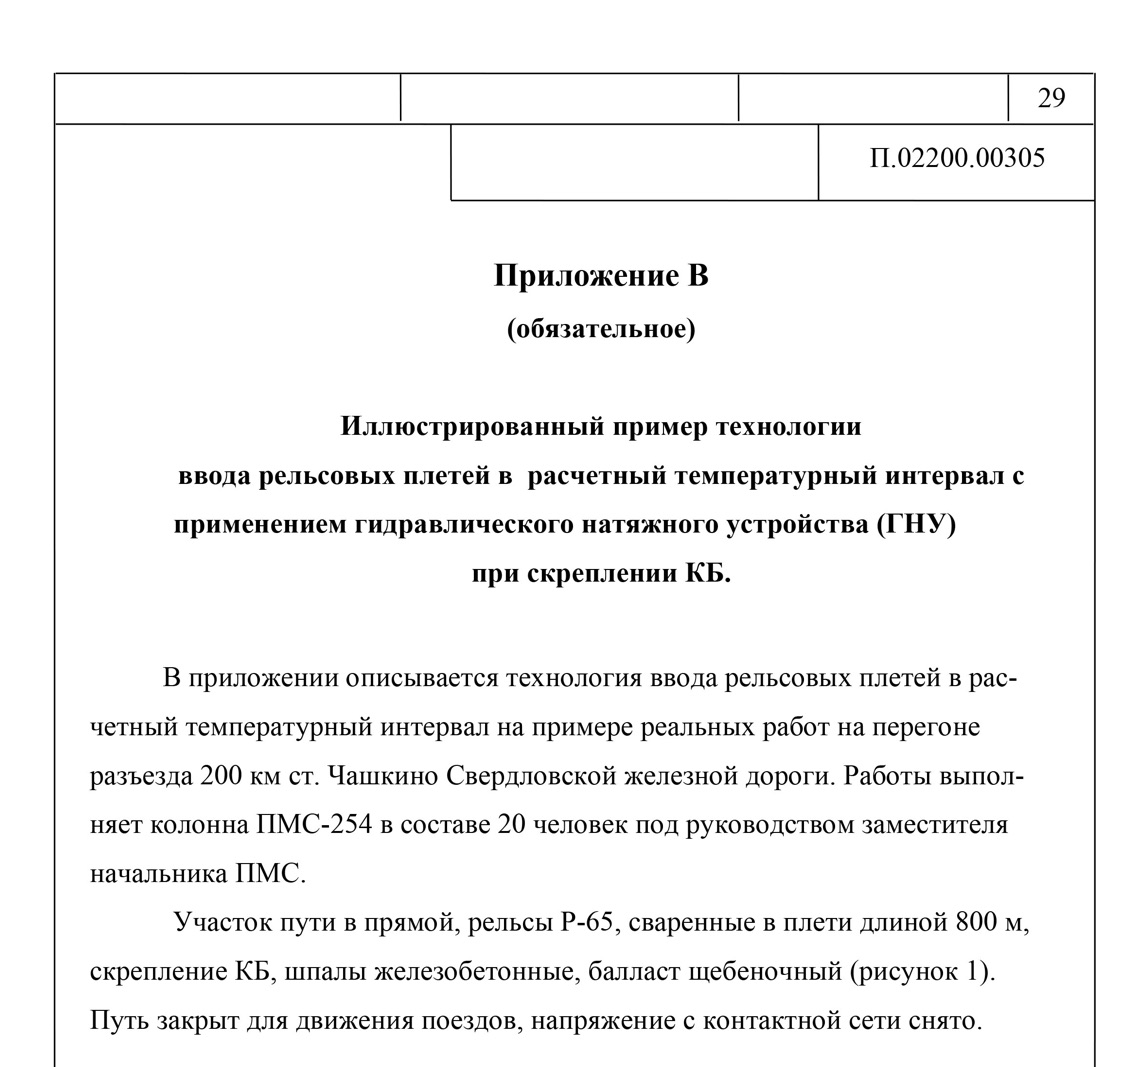 29
П.02200.00305
Приложение В
(обязательное)
Иллюстрированный пример технологии
ввода рельсовых плетей в расчетный температурный интервал с
применением гидравлического натяжного устройства (ГНУ)
при скреплении КБ.
В приложении описывается технология ввода рельсовых плетей в рас-
четный температурный интервал на примере реальных работ на перегоне
разъезда 200 км ст. Чашкино Свердловской железной дороги. Работы выпол-
няет колонна ПМС-254 в составе 20 человек под руководством заместителя
начальника ПМС.
Участок пути в прямой, рельсы Р-65, сваренные в плети длиной 800 м,
скрепление КБ, шпалы железобетонные, балласт щебеночный (рисунок 1).
Путь закрыт для движения поездов, напряжение с контактной сети снято.